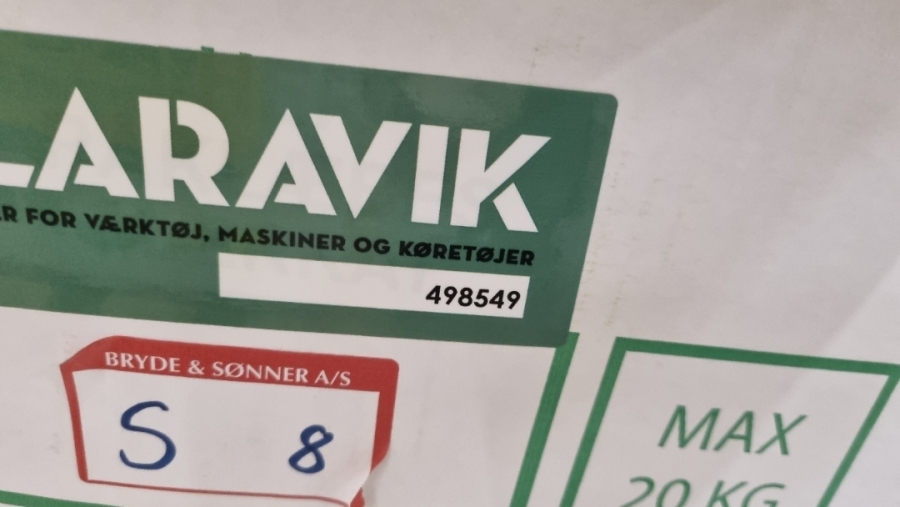 LARAVIK
R FOR VÆRKTØJ, MASKINER OG KØRETØJER
498549
BRYDE & SØNNER A/S
S 8
MAX
20 KG